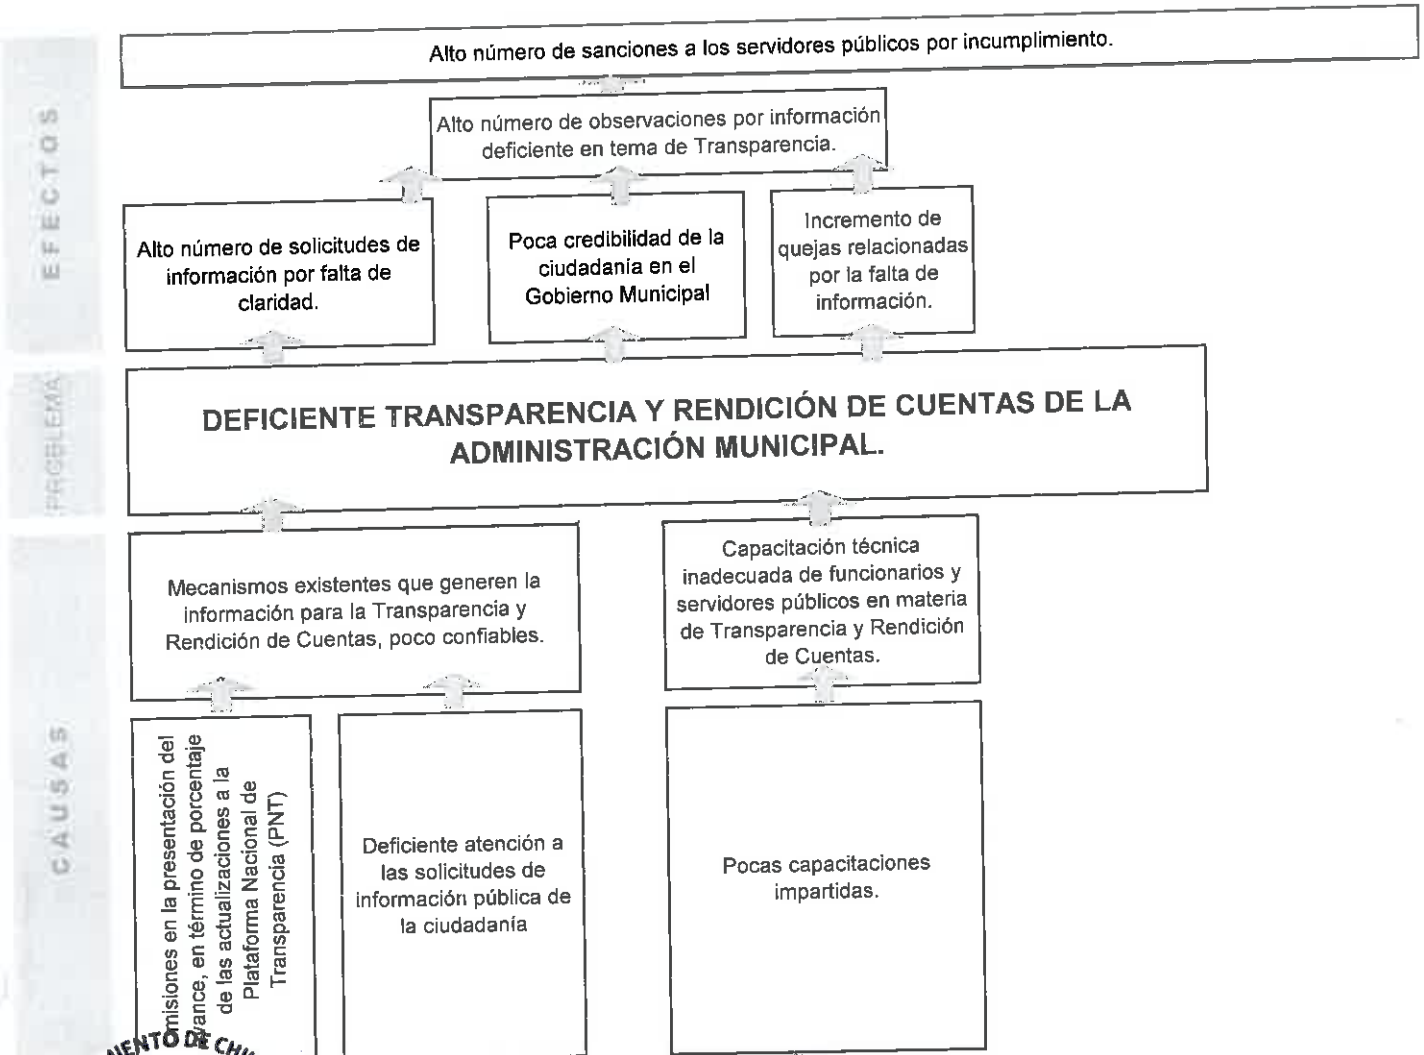 EFECTOS
Alto número de sanciones a los servidores públicos por incumplimiento.
Alto número de observaciones por información
deficiente en tema de Transparencia.
Alto número de solicitudes de
información por falta de
claridad.
Poca credibilidad de la
ciudadanía en el
Gobierno Municipal
Incremento de
quejas relacionadas
por la falta de
información.
PROBLEMA
DEFICIENTE TRANSPARENCIA Y RENDICIÓN DE CUENTAS DE LA
ADMINISTRACIÓN MUNICIPAL.
CAUSAS
Mecanismos existentes que generen la
información para la Transparencia y
Rendición de Cuentas, poco confiables.
Capacitación técnica
inadecuada de funcionarios y
servidores públicos en materia
de Transparencia y Rendición
de Cuentas.
misiones en la presentación del
vance, en término de porcentaje
de las actualizaciones a la
Plataforma Nacional de
Transparencia (PNT)
Deficiente atención a
las solicitudes de
información pública de
la ciudadanía
Pocas capacitaciones
impartidas.
DE